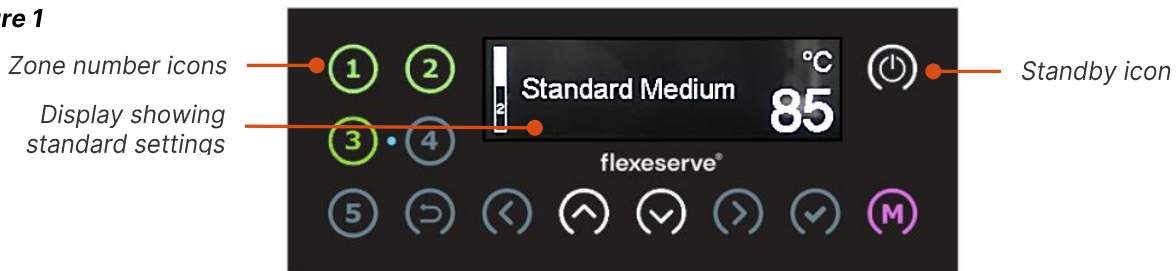 re 1
Zone number icons
Display showing
standard settings
1
2
3
4
5
2
Standard Medium
°C
85
flexeserve®
M
Standby icon